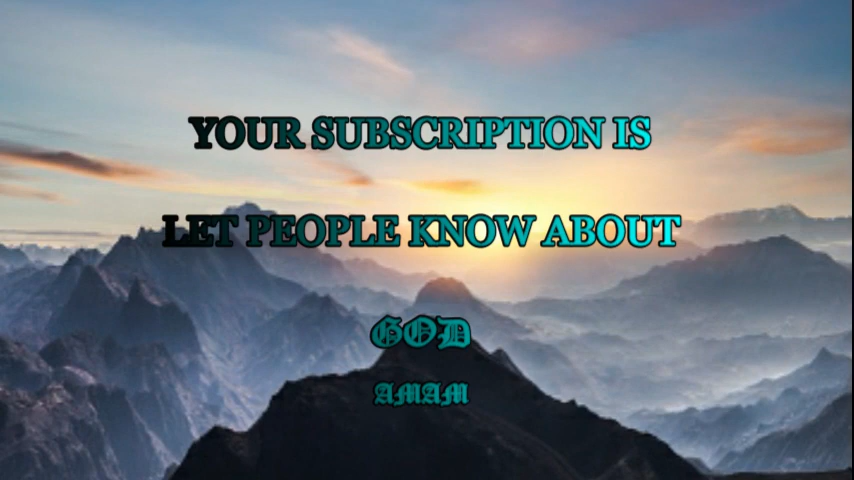 YOUR SUBSCRIPTION IS
LET PEOPLE KNOW ABOUT
GOD
AMAM